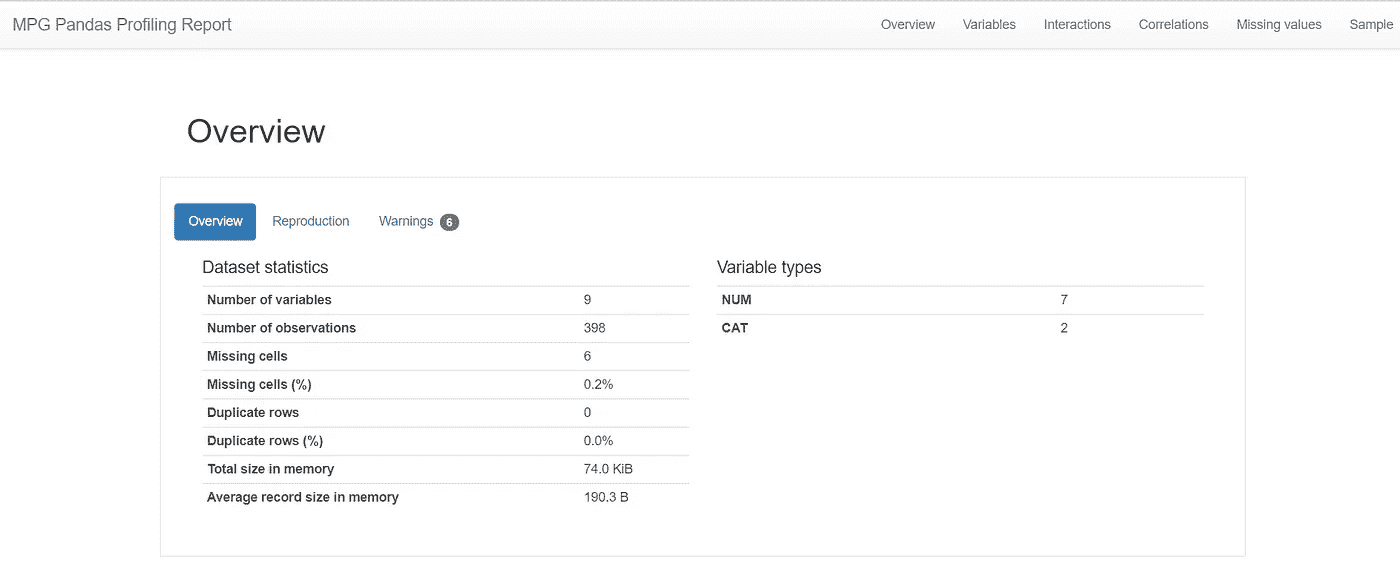 MPG Pandas Profiling Report Overview Variables Interactions Correlations Missing values Sample
Overview
Overview Reproduction Warnings 6
Dataset statistics Variable types
Number of variables 9 NUM 7
Number of observations 398 CAT 2
Missing cells 6
Missing cells (%) 0.2%
Duplicate rows 0
Duplicate rows (%) 0.0%
Total size in memory 74.0 KiB
Average record size in memory 190.3 B